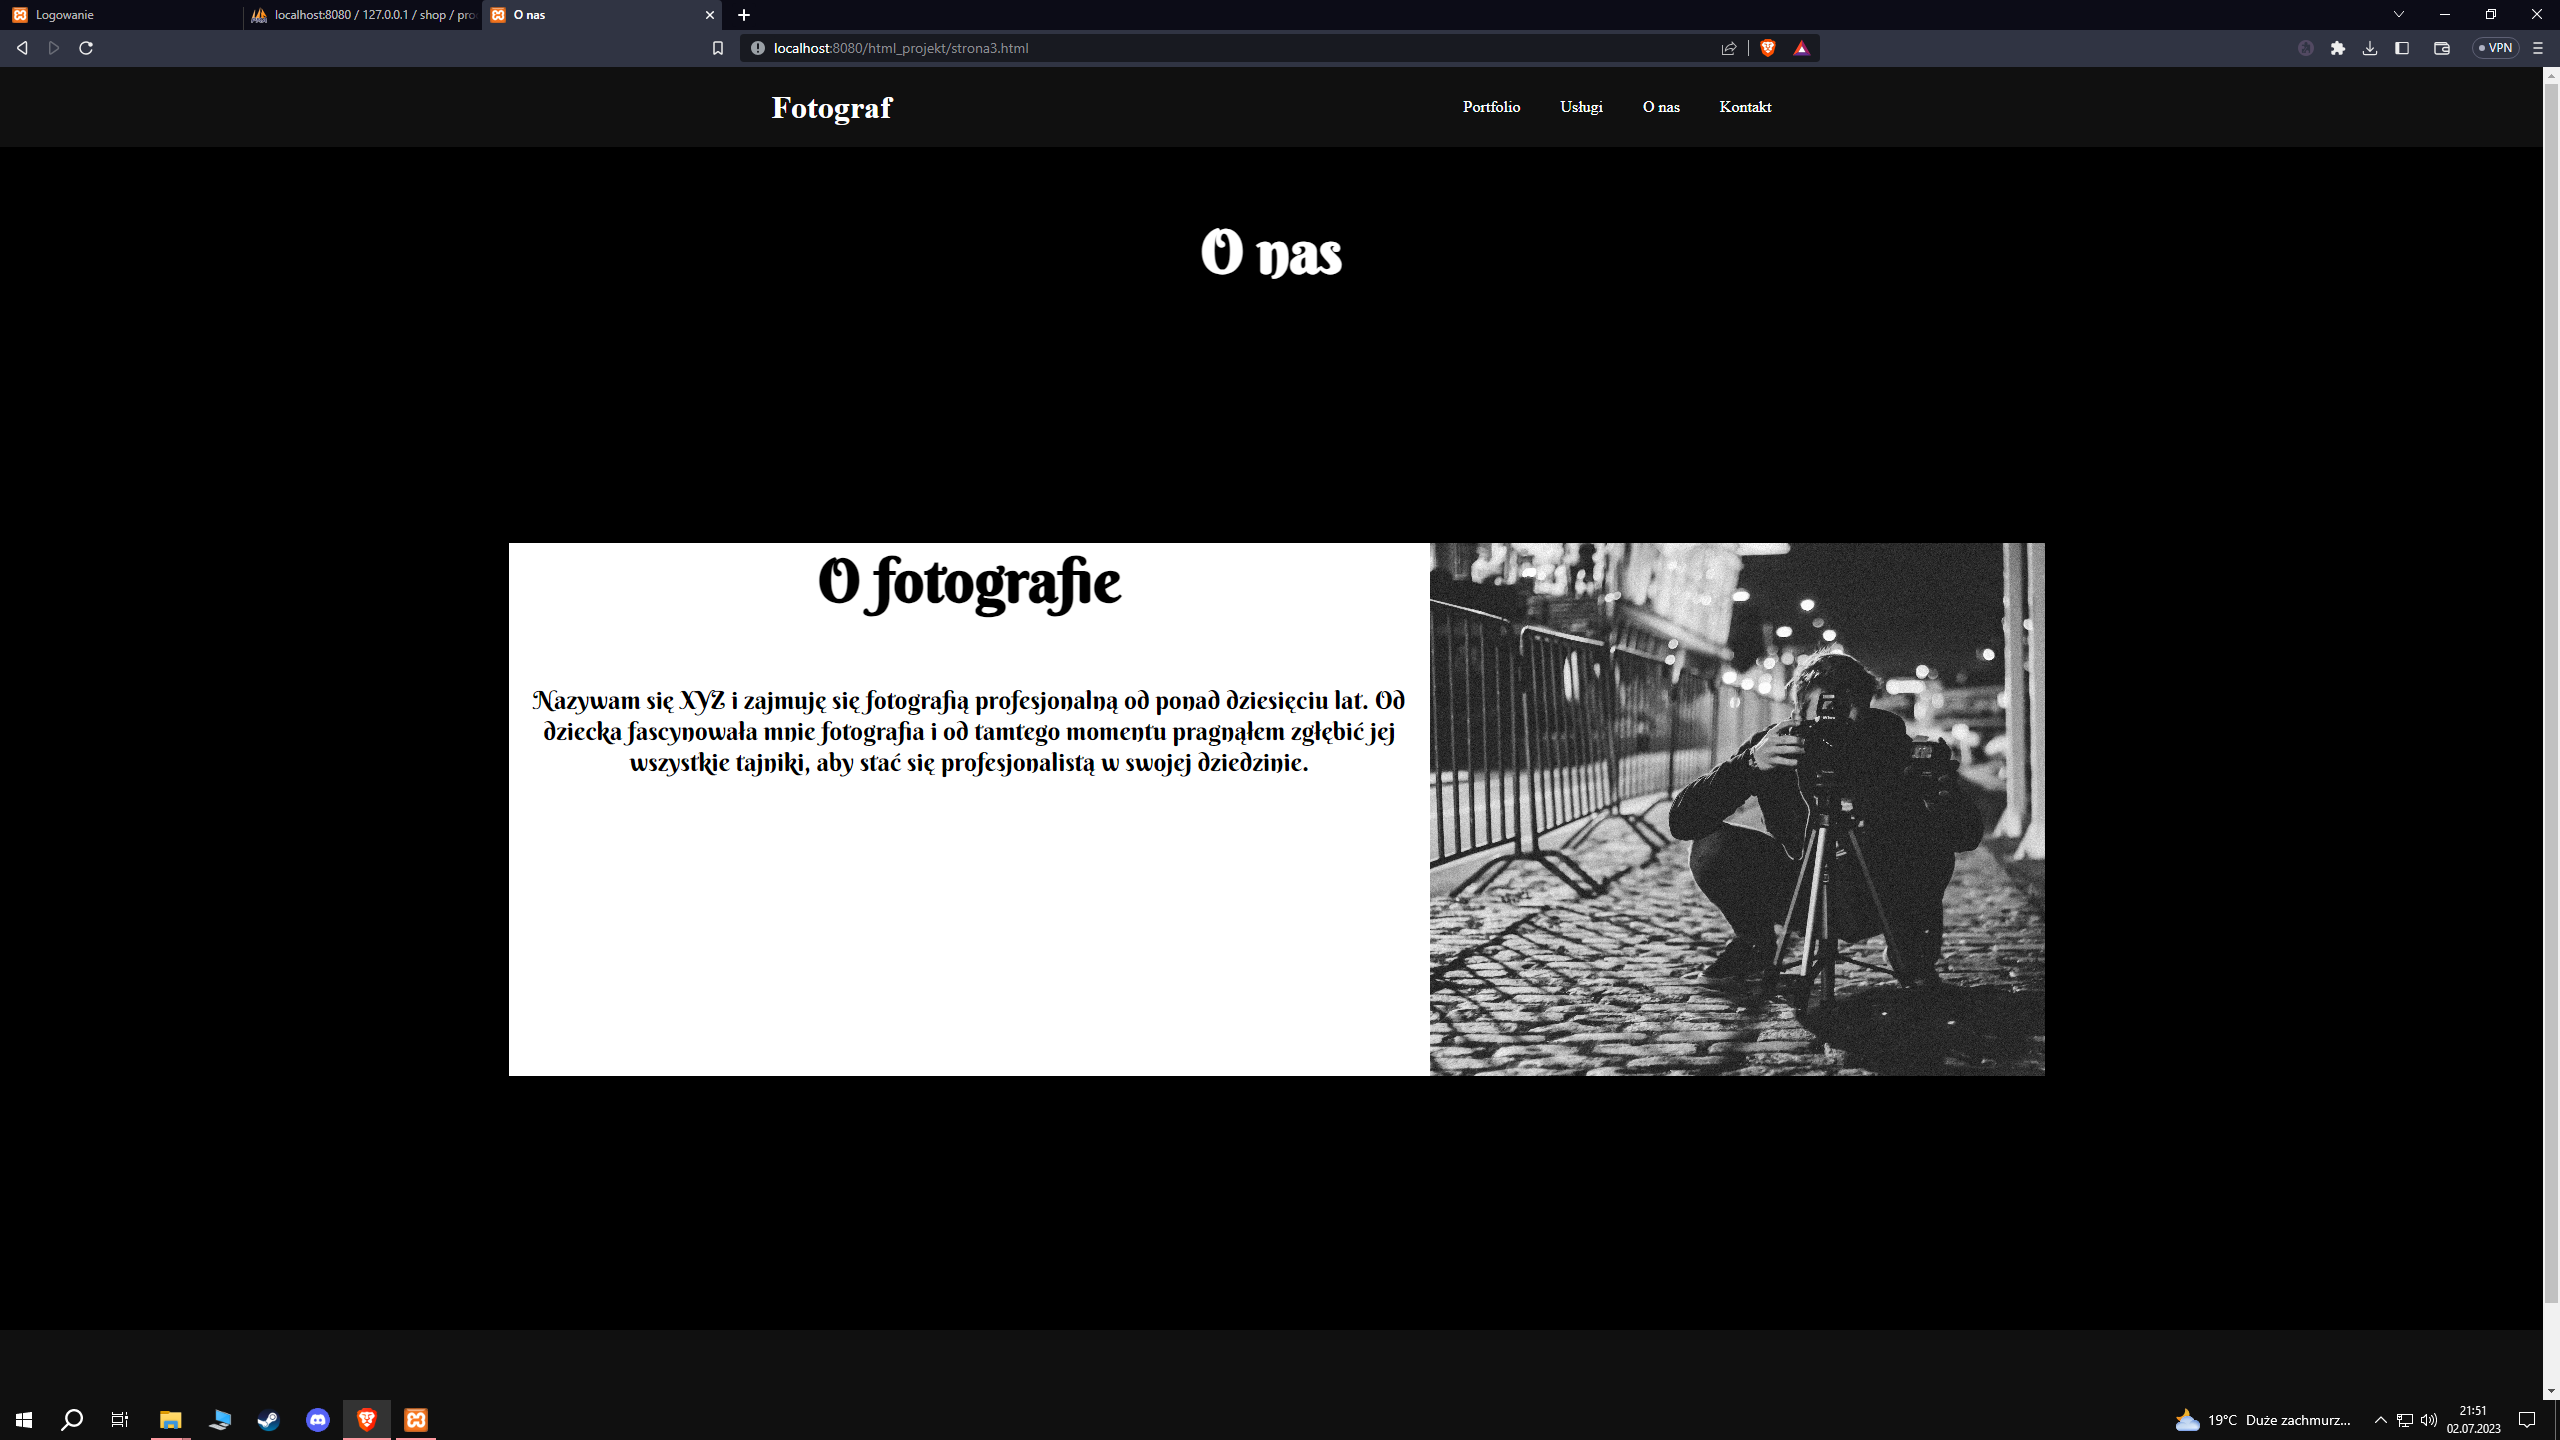 Logowanie
localhost:8080 / 127.0.0.1 / shop / pro
O nas
localhost:8080/html_projekt/strona3.html
VPN
Fotograf
Portfolio
Usługi
O nas
Kontakt
O nas
O fotografie
Nazywam się XYZ i zajmuję się fotografią profesjonalną od ponad dziesięciu lat. Od
dziecka fascynowała mnie fotografia i od tamtego momentu pragnąłem zgłębić jej
wszystkie tajniki, aby stać się profesjonalistą w swojej dziedzinie.
19°C Duże zachmurz...
21:51
02.07.2023